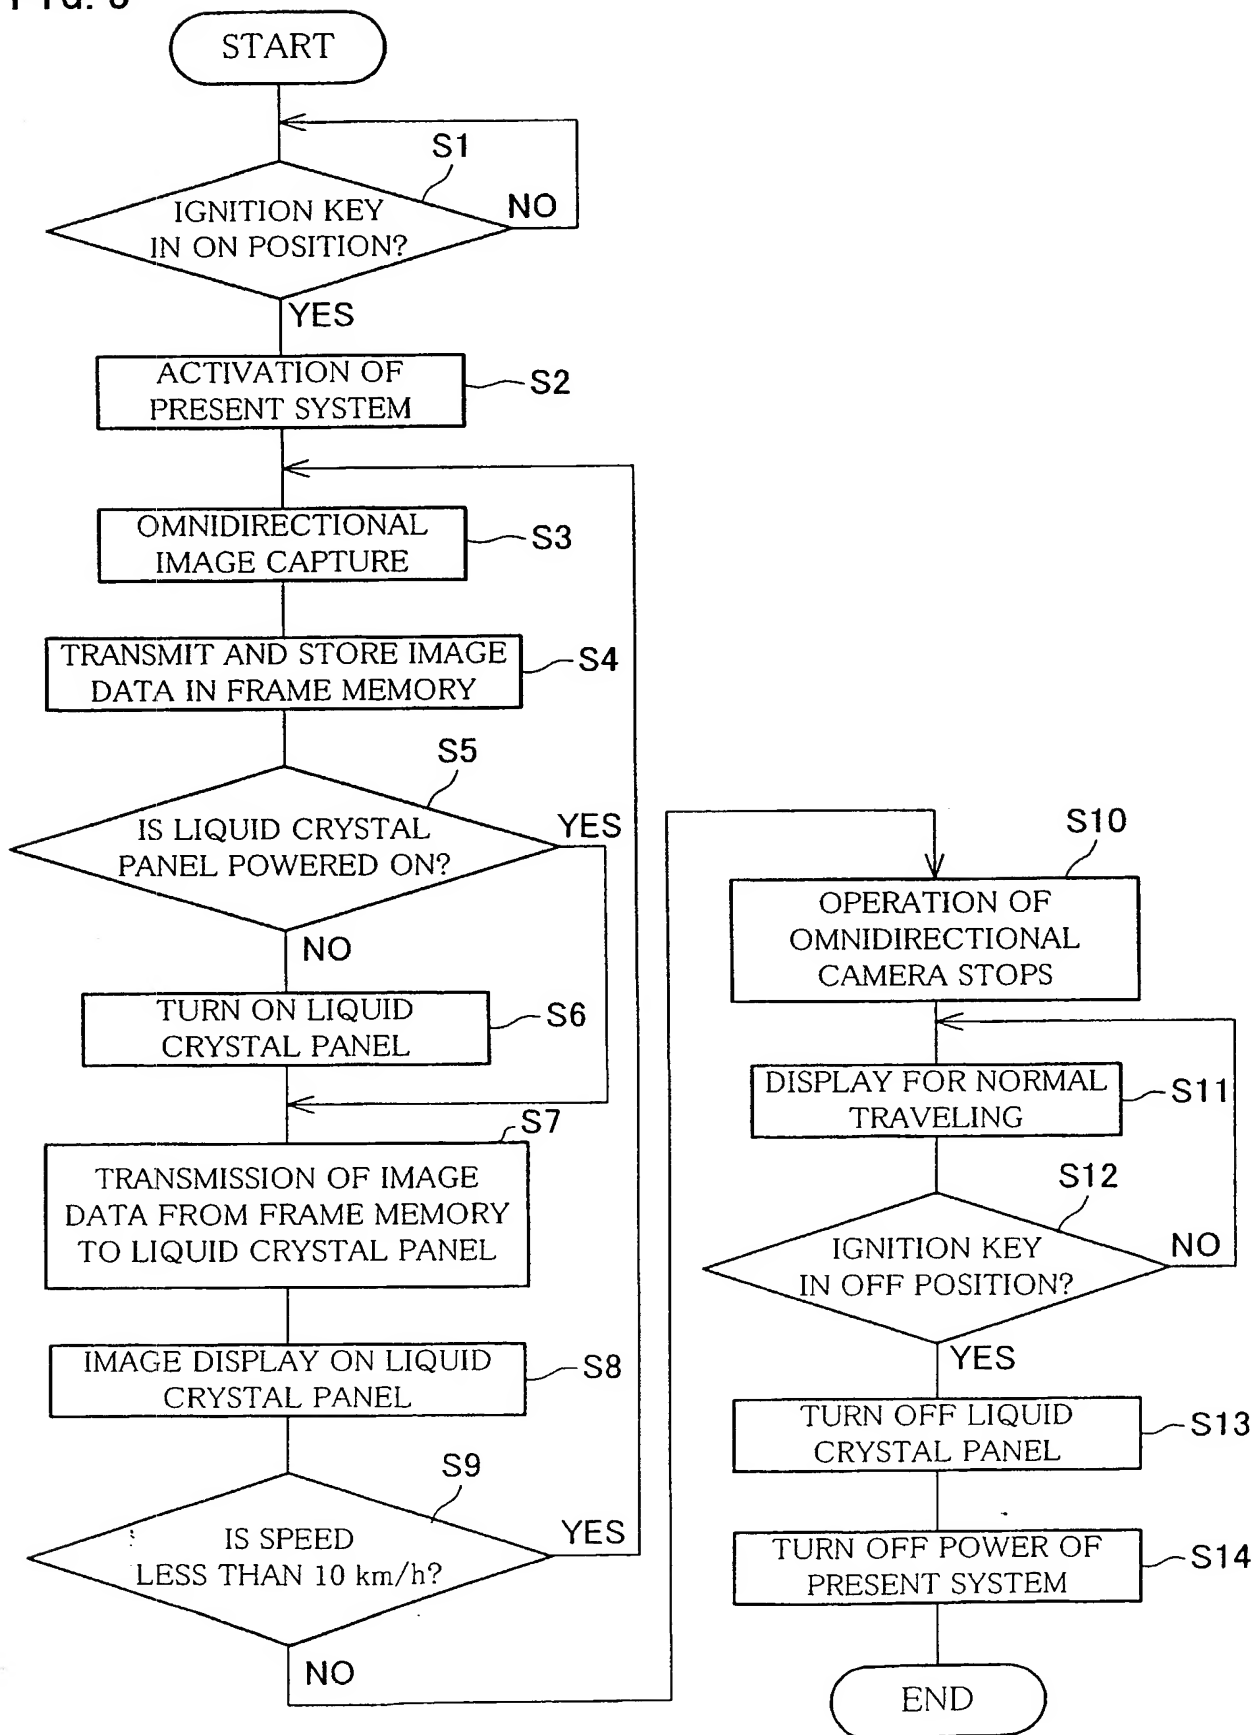 START
S1
IGNITION KEY
IN ON POSITION?
NO
YES
ACTIVATION OF
PRESENT SYSTEM
S2
OMNIDIRECTIONAL
IMAGE CAPTURE
S3
TRANSMIT AND STORE IMAGE
DATA IN FRAME MEMORY
S4
S5
IS LIQUID CRYSTAL
PANEL POWERED ON?
YES
NO
TURN ON LIQUID
CRYSTAL PANEL
S6
S7
TRANSMISSION OF IMAGE
DATA FROM FRAME MEMORY
TO LIQUID CRYSTAL PANEL
IMAGE DISPLAY ON LIQUID
CRYSTAL PANEL
S8
S9
IS SPEED
LESS THAN 10 km/h?
YES
NO
S10
OPERATION OF
OMNIDIRECTIONAL
CAMERA STOPS
DISPLAY FOR NORMAL
TRAVELING
S11
S12
IGNITION KEY
IN OFF POSITION?
NO
YES
TURN OFF LIQUID
CRYSTAL PANEL
S13
TURN OFF POWER OF
PRESENT SYSTEM
S14
END